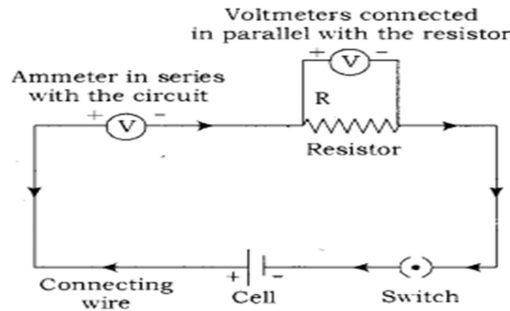 Voltmeters connected
in parallel with the resistor
+ V -
Ammeter in series
with the circuit
+ V -
R
Resistor
+ -
Connecting
wire
Cell
Switch